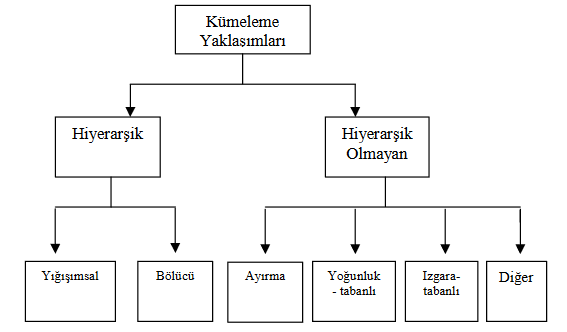 Kümeleme
Yaklaşımları
Hiyerarşik
Hiyerarşik
Olmayan
Yığışımsal
Bölücü
Ayırma
Yoğunluk
- tabanlı
Izgara-
tabanlı
Diğer